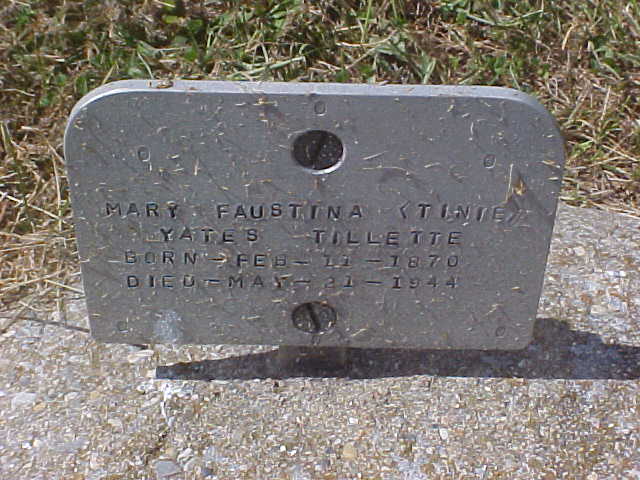 MARY FAUSTINA <TINIE>
YATES TILLETTE
BORN-FEB-11-1870
DIED-MAY-21-1944